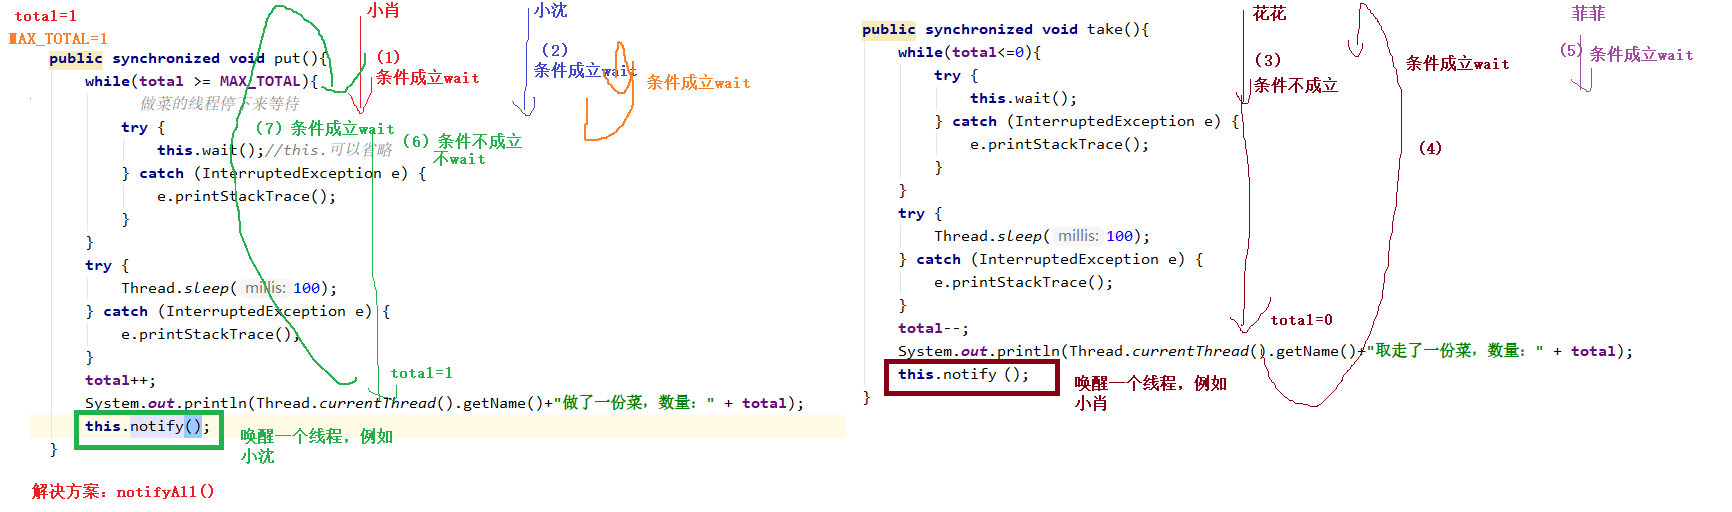 total=1
MAX_TOTAL=1
小肖
小沈
public synchronized void put(){
(1)
条件成立wait
(2)
条件成立wait
条件成立wait
while(total >= MAX_TOTAL){
做菜的线程停下来等待
try {
(7)条件成立wait
(6)条件不成立
不wait
this.wait();//this.可以省略
} catch (InterruptedException e) {
e.printStackTrace();
}
}
try {
Thread.sleep( millis: 100);
} catch (InterruptedException e) {
e.printStackTrace();
}
total++;
total=1
System.out.println(Thread.currentThread().getName()+"做了一份菜，数量：" + total);
this.notify();
唤醒一个线程，例如
小沈
}
解决方案：notifyAll()
花花
菲菲
public synchronized void take(){
while(total<=0){
(3)
条件不成立
条件成立wait
(5)
条件成立wait
try {
this.wait();
} catch (InterruptedException e) {
e.printStackTrace();
(4)
}
}
try {
Thread.sleep( millis: 100);
} catch (InterruptedException e) {
e.printStackTrace();
}
total=0
total--;
System.out.println(Thread.currentThread().getName()+"取走了一份菜，数量：" + total);
this.notify ();
唤醒一个线程，例如
小肖
}